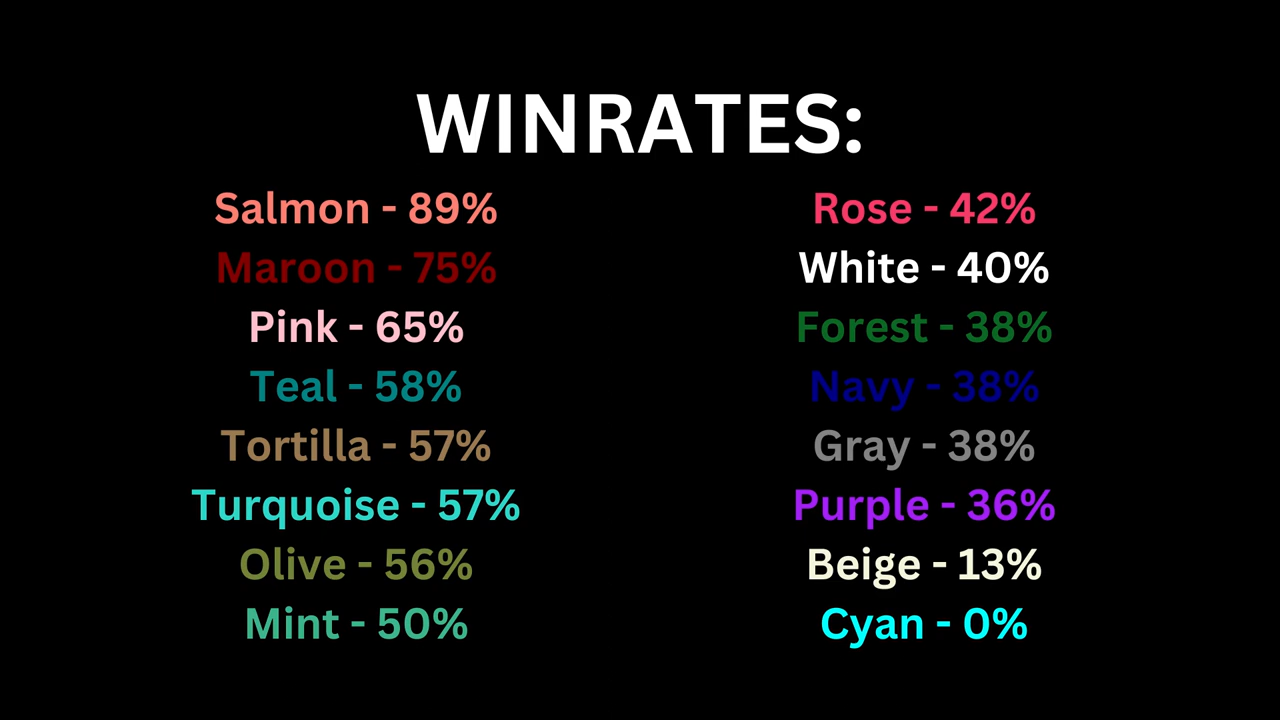 WINRATES:
Salmon - 89%
Maroon - 75%
Pink - 65%
Teal - 58%
Tortilla - 57%
Turquoise - 57%
Olive - 56%
Mint - 50%
Rose - 42%
White - 40%
Forest - 38%
Navy - 38%
Gray - 38%
Purple - 36%
Beige - 13%
Cyan - 0%